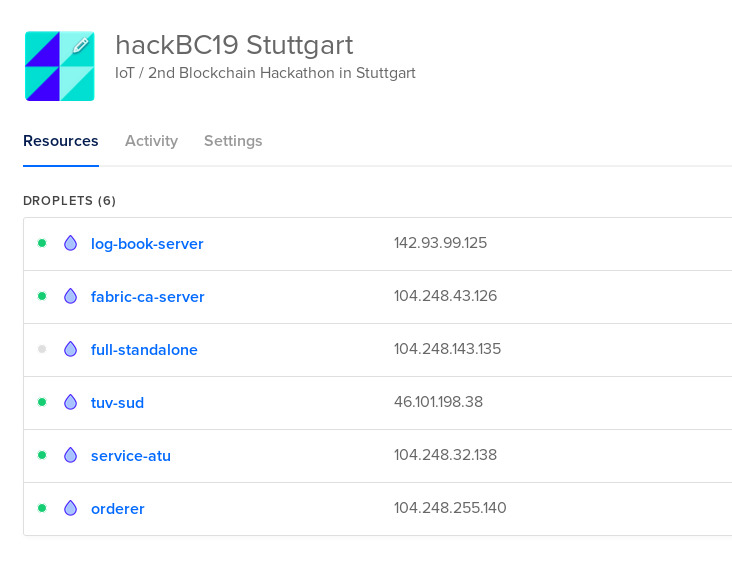 hackBC19 Stuttgart
IoT / 2nd Blockchain Hackathon in Stuttgart
Resources Activity Settings
DROPLETS (6)
log-book-server 142.93.99.125
fabric-ca-server 104.248.43.126
full-standalone 104.248.143.135
tuv-sud 46.101.198.38
service-atu 104.248.32.138
orderer 104.248.255.140